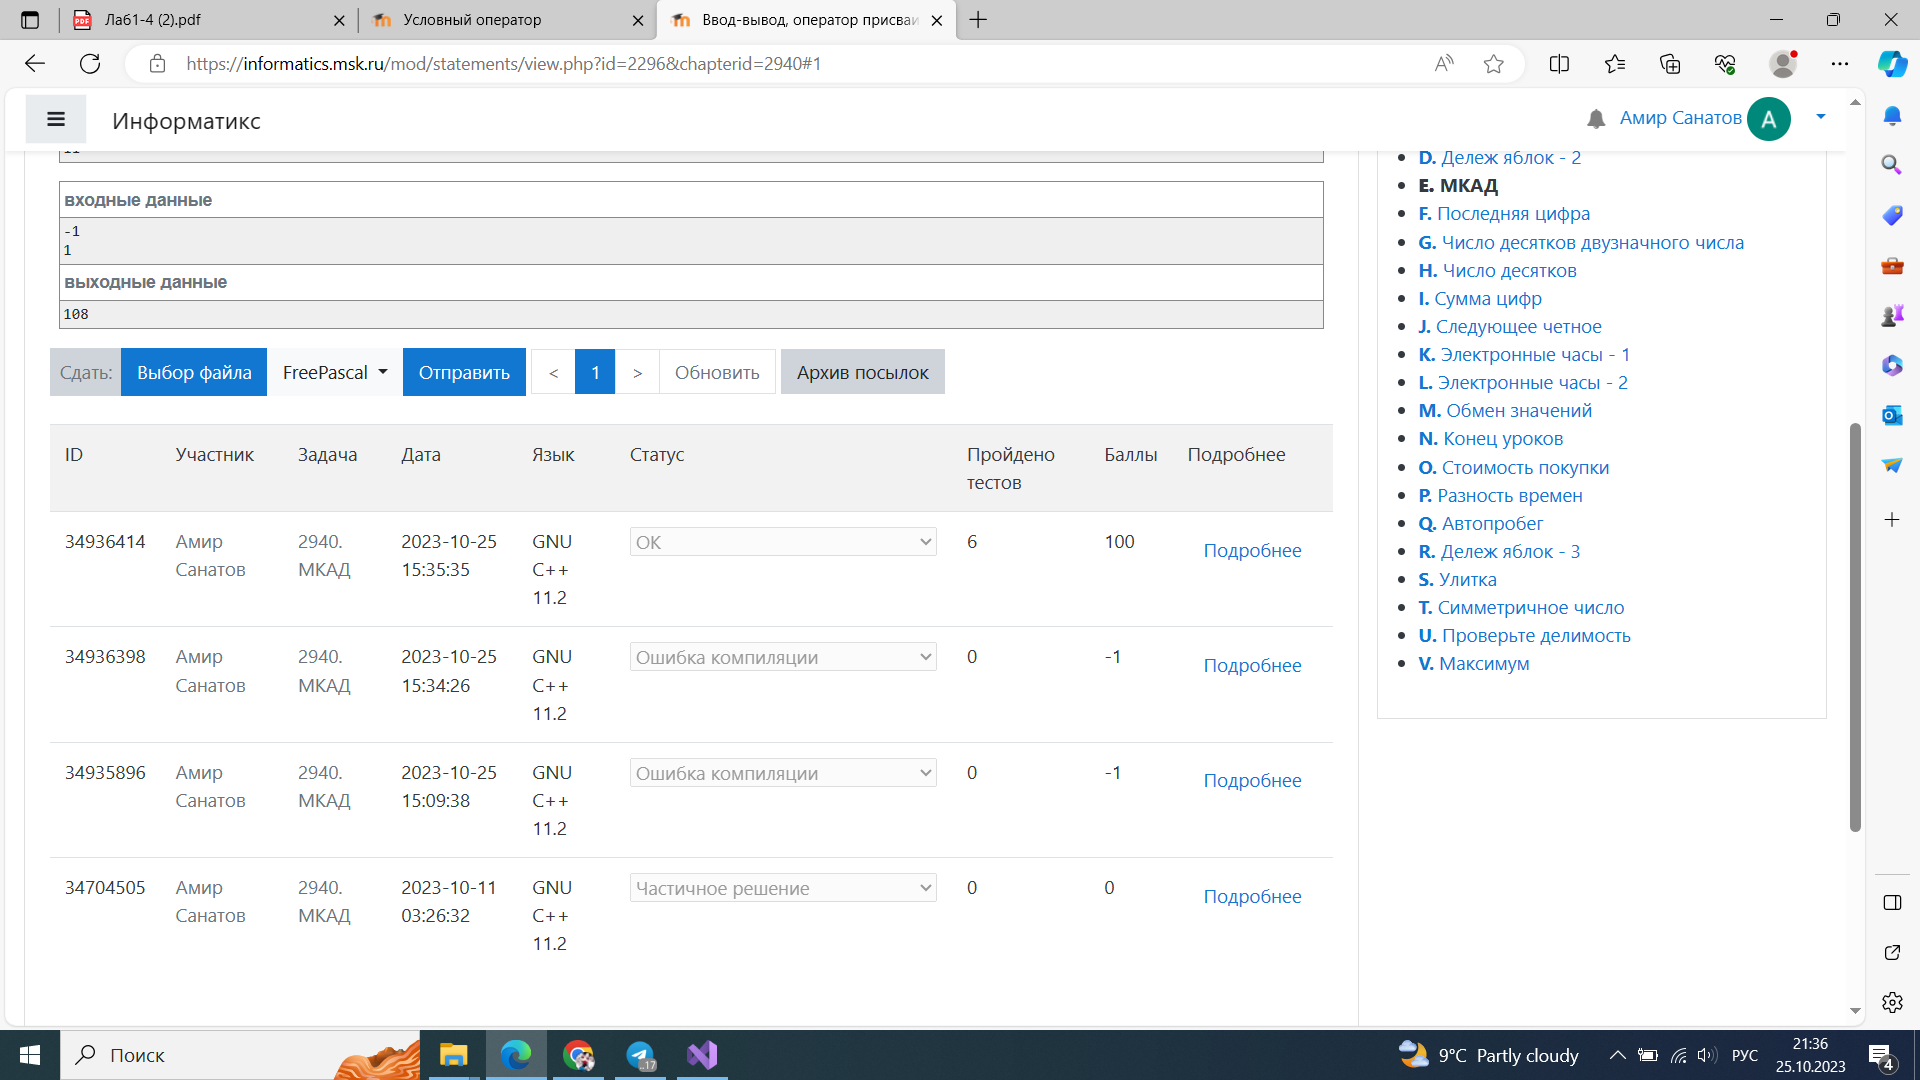 Лаб1-4 (2).pdf
Условный оператор
Ввод-вывод, оператор присваи
https://informatics.msk.ru/mod/statements/view.php?id=2296&chapterid=2940#1
Информатикс
Амир Санатов
А
входные данные
-1
1
выходные данные
108
Сдать:
Выбор файла
FreePascal
Отправить
<
1
>
Обновить
Архив посылок
ID Участник Задача Дата Язык Статус Пройдено тестов Баллы Подробнее
34936414 Амир Санатов 2940. МКАД 2023-10-25 15:35:35 GNU C++ 11.2 OK 6 100 Подробнее
34936398 Амир Санатов 2940. МКАД 2023-10-25 15:34:26 GNU C++ 11.2 Ошибка компиляции 0 -1 Подробнее
34935896 Амир Санатов 2940. МКАД 2023-10-25 15:09:38 GNU C++ 11.2 Ошибка компиляции 0 -1 Подробнее
34704505 Амир Санатов 2940. МКАД 2023-10-11 03:26:32 GNU C++ 11.2 Частичное решение 0 0 Подробнее
D. Дележ яблок - 2
E. МКАД
F. Последняя цифра
G. Число десятков двузначного числа
H. Число десятков
I. Сумма цифр
J. Следующее четное
K. Электронные часы - 1
L. Электронные часы - 2
M. Обмен значений
N. Конец уроков
O. Стоимость покупки
P. Разность времен
Q. Автопробег
R. Дележ яблок - 3
S. Улитка
T. Симметричное число
U. Проверьте делимость
V. Максимум
Поиск
..17
9°C Partly cloudy
РУС
21:36
25.10.2023
4